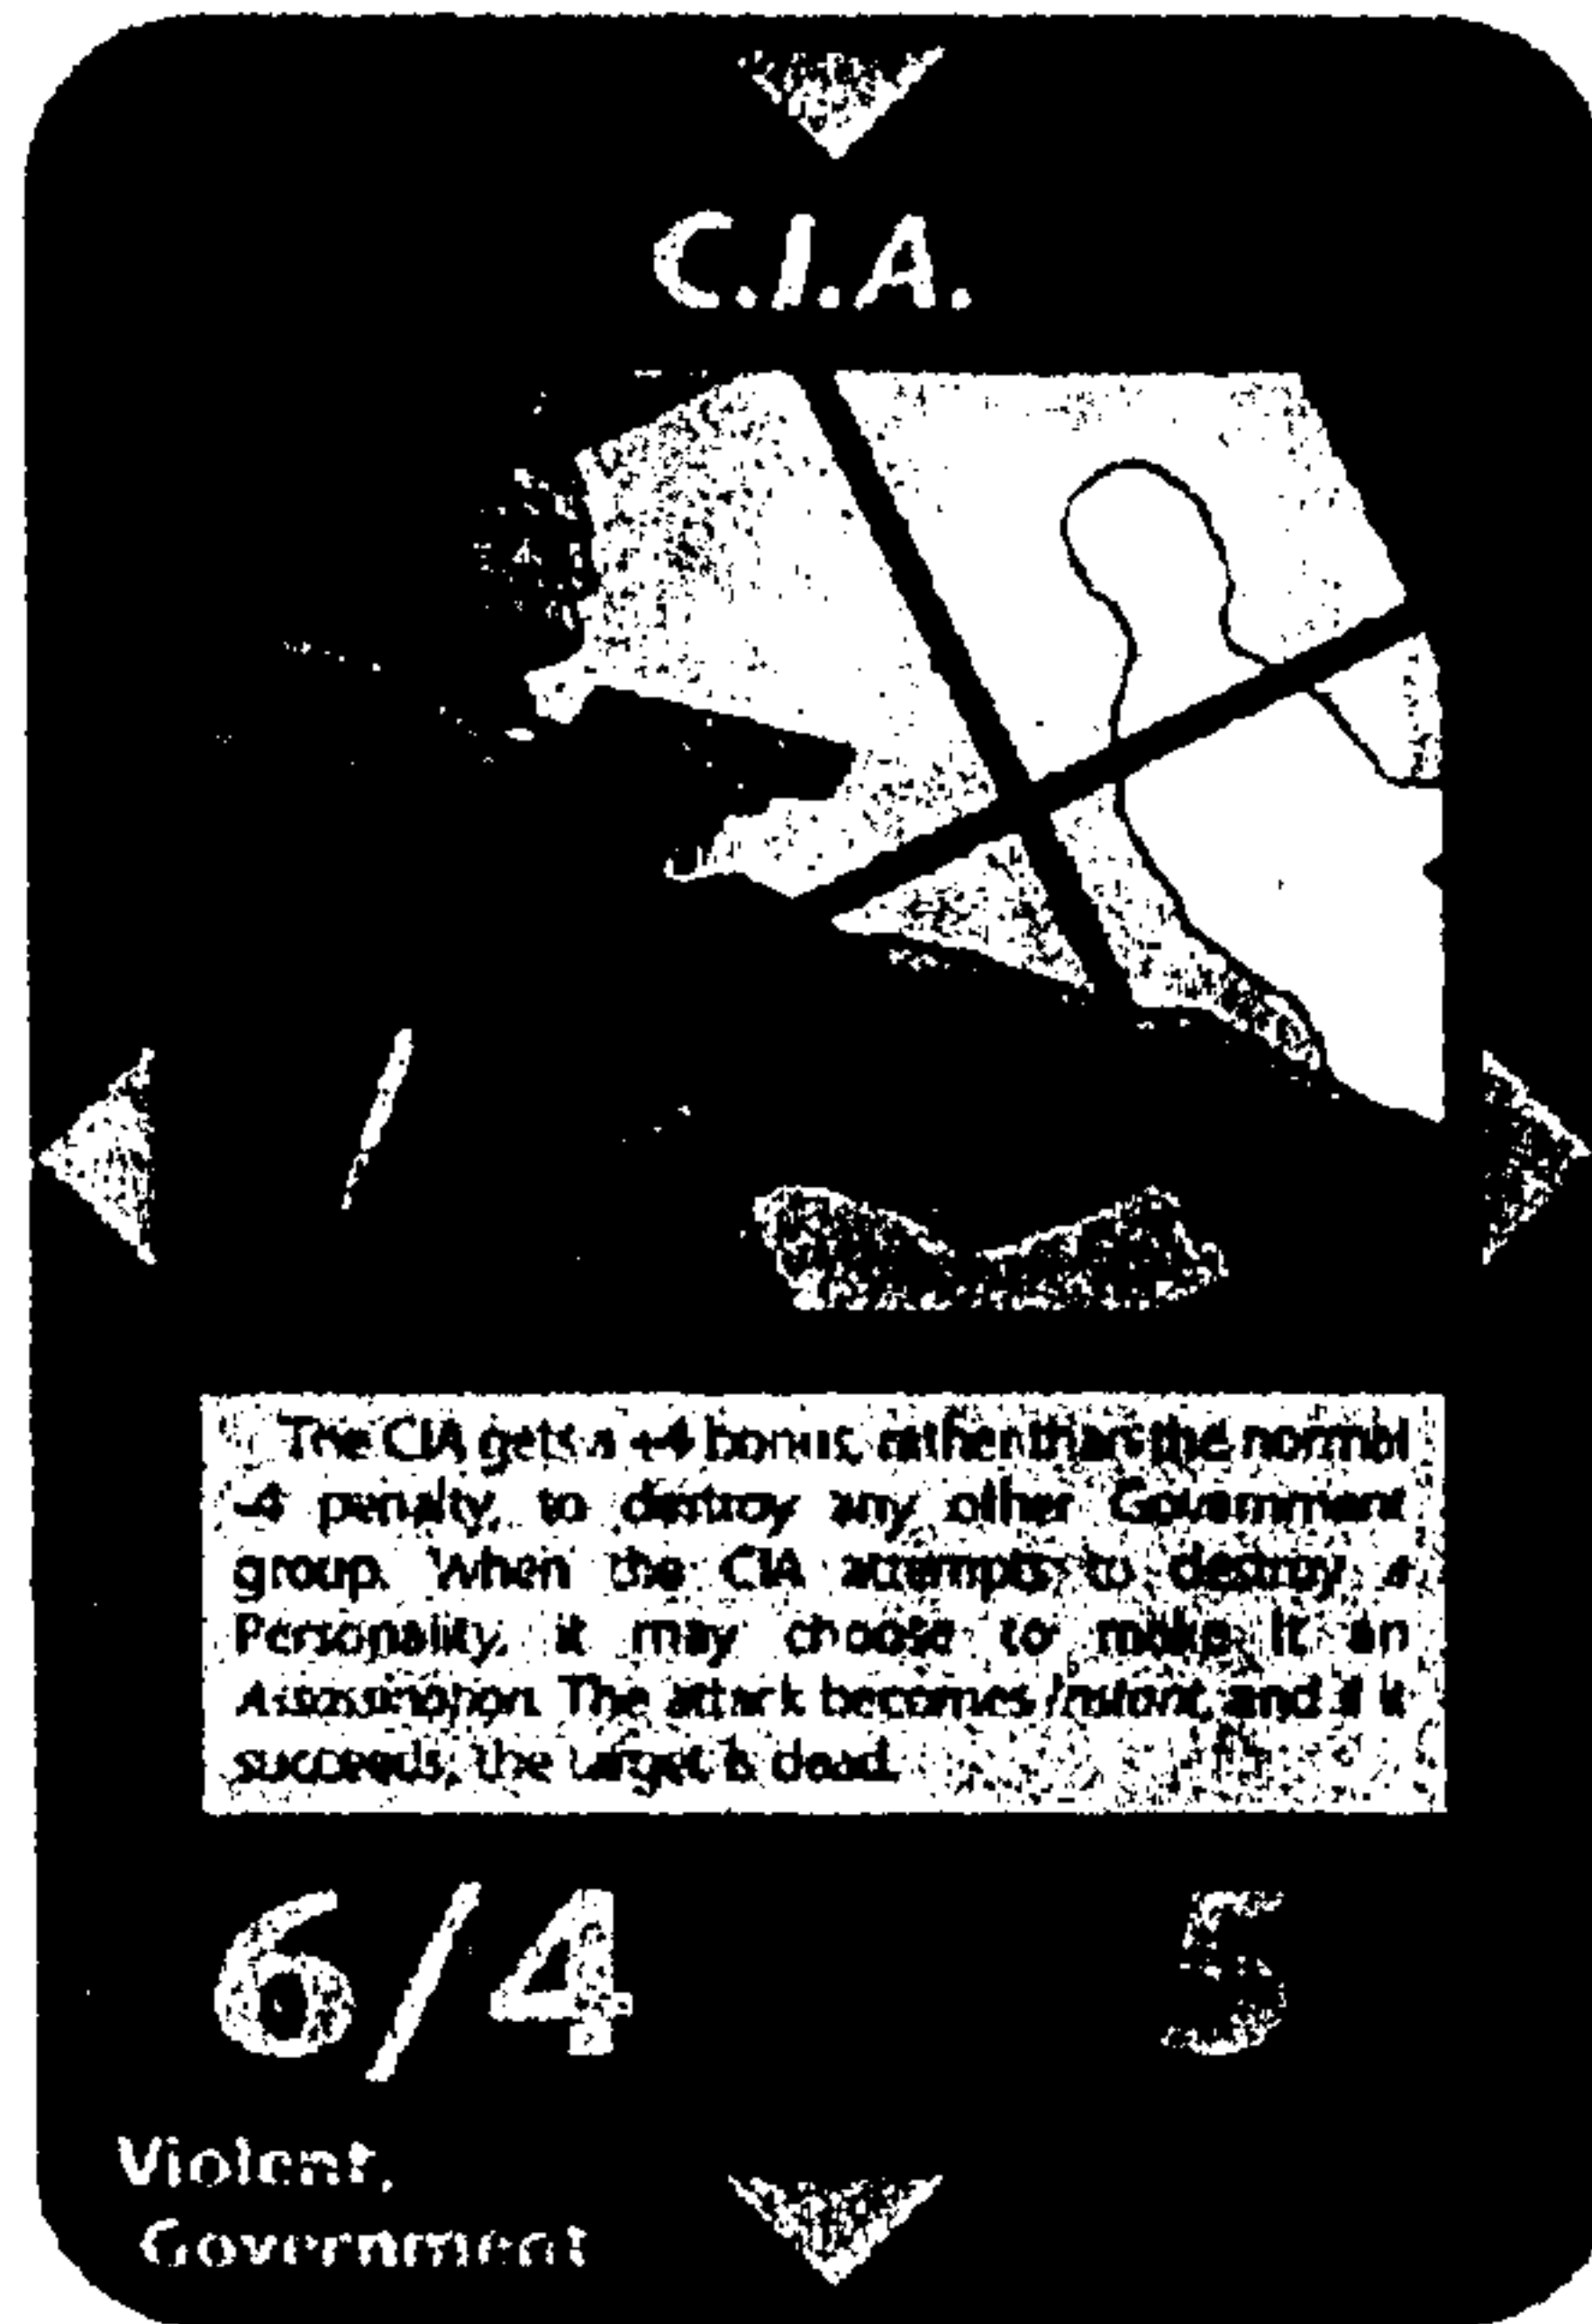 C.I.A.
The CIA gets a +4 bonus, rather than the normal
penalty, to destroy any other Government
group. When the CIA attempts to destroy a
Personality, it may choose to make it an
Assassination. The attack becomes Instant, and if it
succeeds, the target is dead.
6/4 5
Violent,
Government